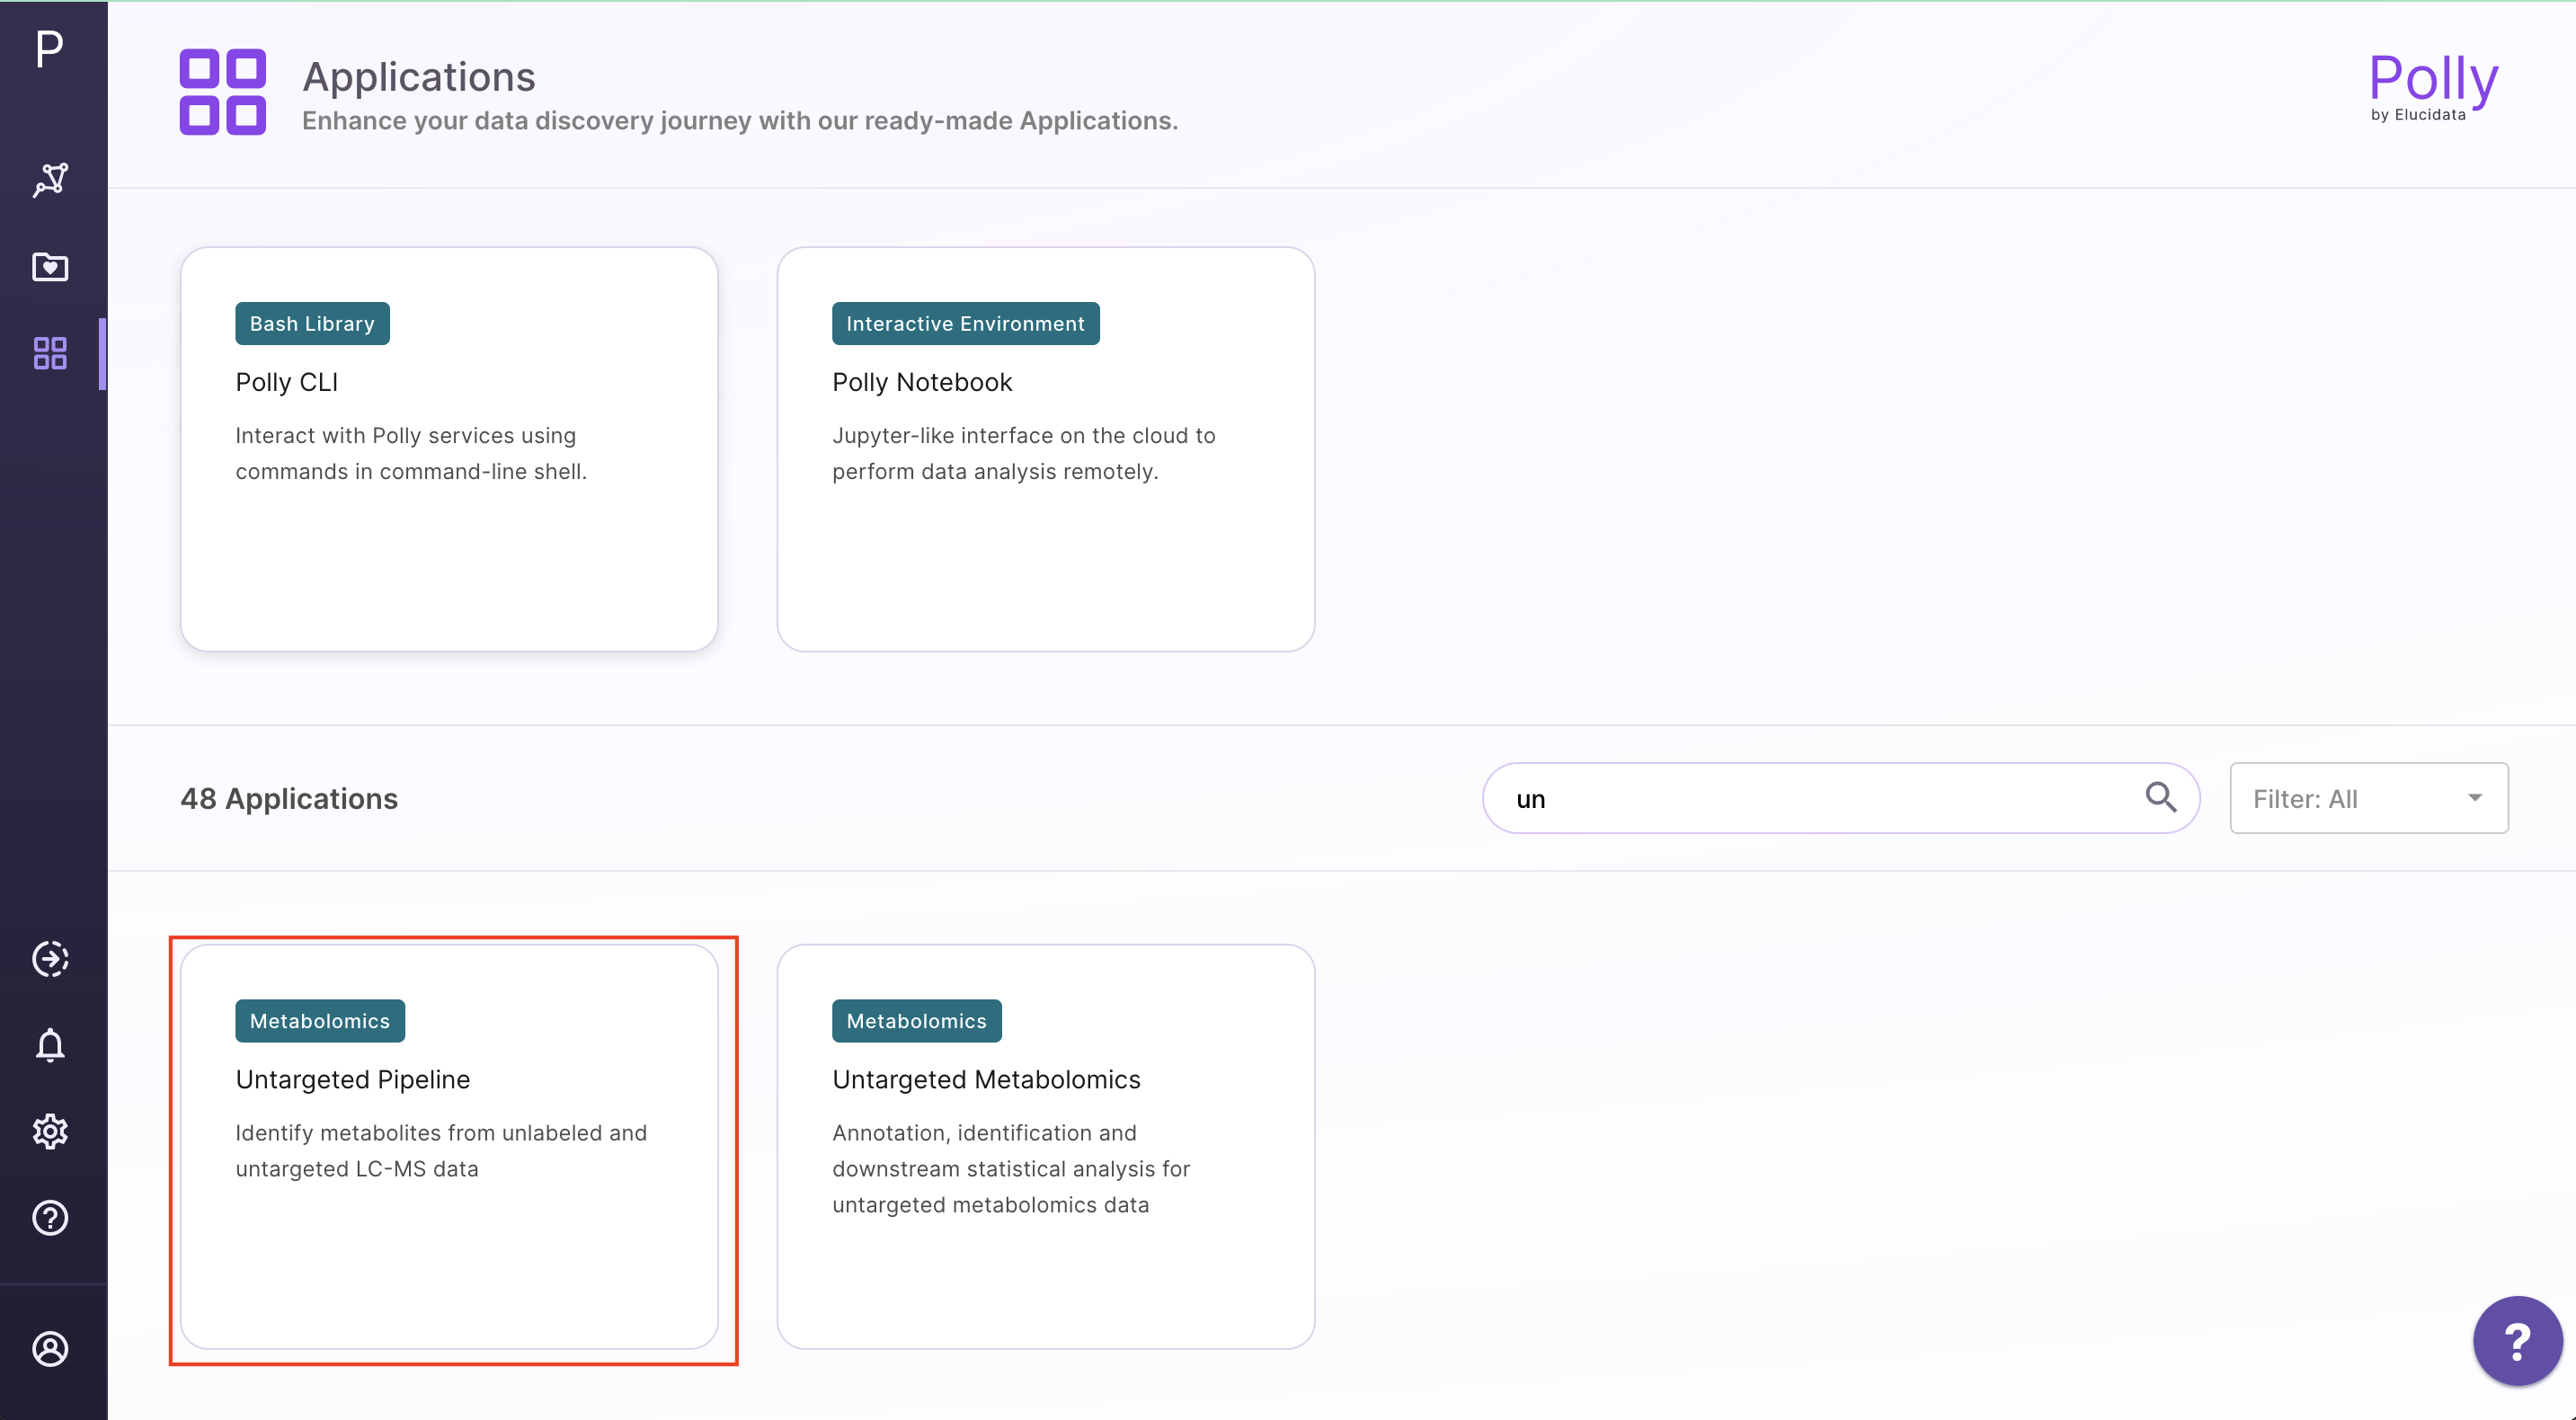 P
Applications
Enhance your data discovery journey with our ready-made Applications.
Polly
by Elucidata
Bash Library
Polly CLI
Interact with Polly services using
commands in command-line shell.
Interactive Environment
Polly Notebook
Jupyter-like interface on the cloud to
perform data analysis remotely.
48 Applications
un
Filter: All
Metabolomics
Untargeted Pipeline
Identify metabolites from unlabeled and
untargeted LC-MS data
Metabolomics
Untargeted Metabolomics
Annotation, identification and
downstream statistical analysis for
untargeted metabolomics data
?
?